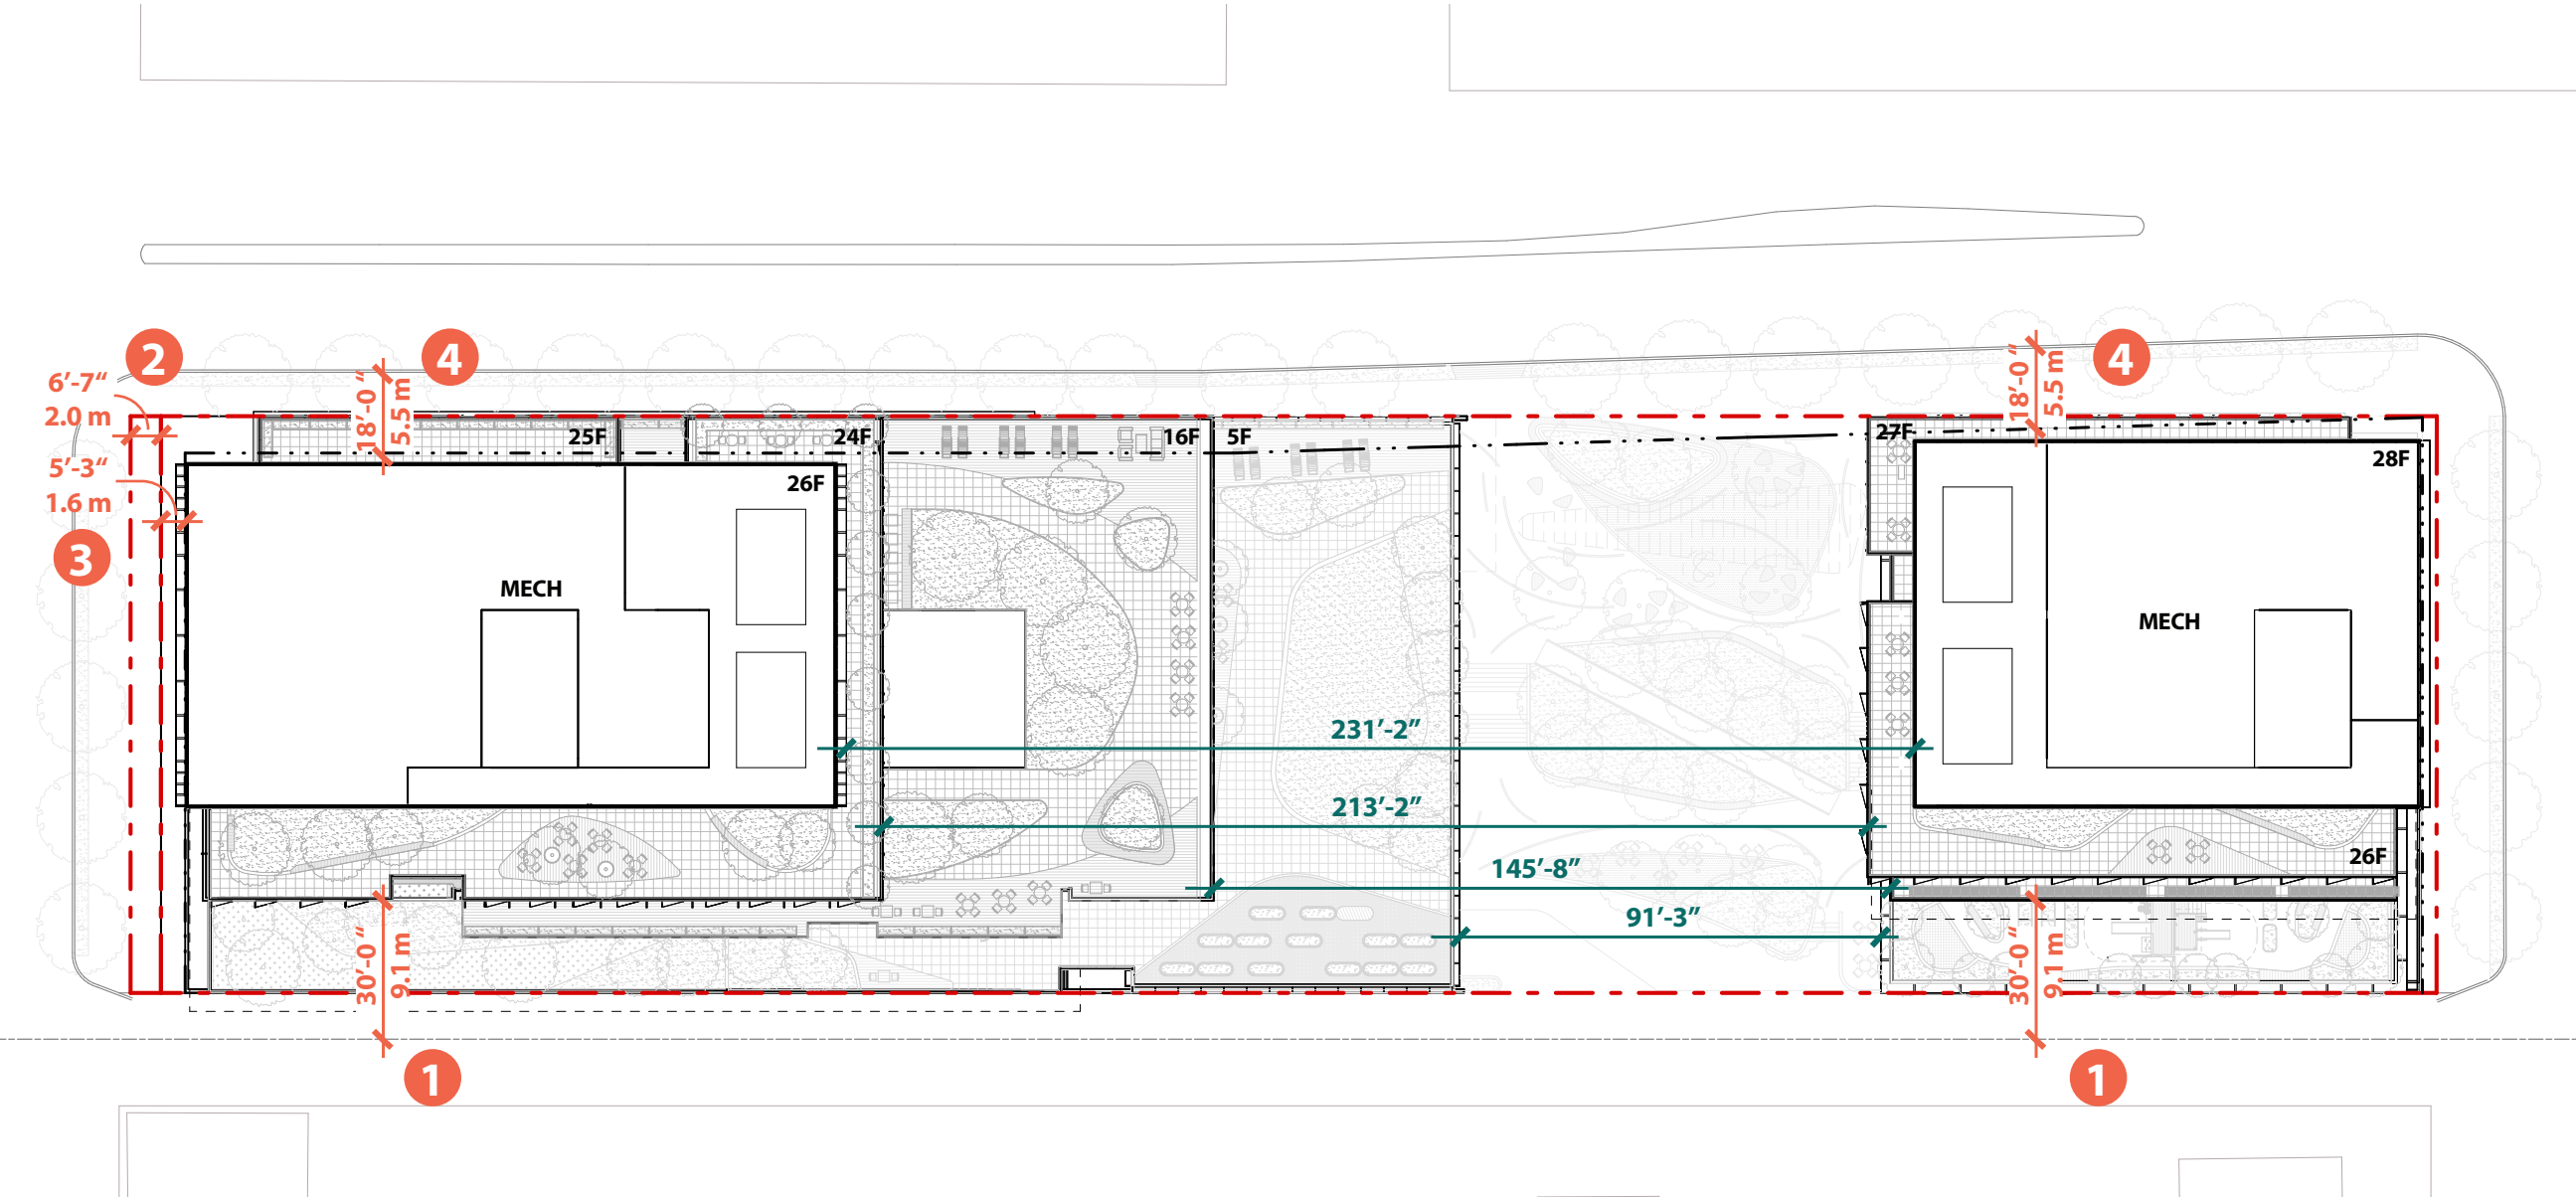 2
4
4
6’-7“
2.0 m
18’-0 “
5.5 m
18’-0 “
5.5 m
25F
24F
16F
5F
27F
28F
5’-3“
1.6 m
26F
3
MECH
MECH
231’-2”
213’-2”
145’-8”
26F
91’-3”
30’-0 “
9.1 m
30’-0 “
9.1 m
1
1